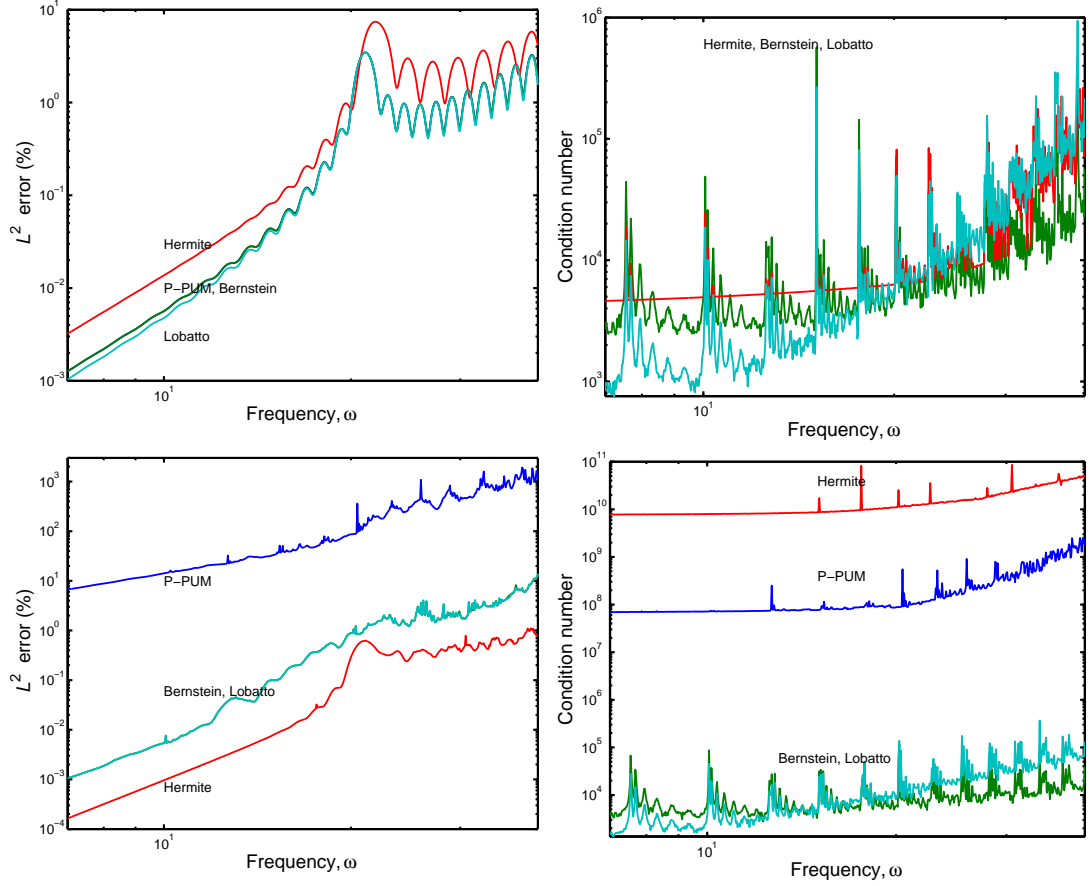 10^1
10^0
10^-1
10^-2
10^-3
L^2 error (%)
Hermite
P-PUM, Bernstein
Lobatto
10^1
Frequency, ω
10^6
10^5
10^4
10^3
Condition number
Hermite, Bernstein, Lobatto
10^1
Frequency, ω
10^3
10^2
10^1
10^0
10^-1
10^-2
10^-3
10^-4
L^2 error (%)
P-PUM
Bernstein, Lobatto
Hermite
10^1
Frequency, ω
10^11
10^10
10^9
10^8
10^7
10^6
10^5
10^4
Condition number
Hermite
P-PUM
Bernstein, Lobatto
10^1
Frequency, ω